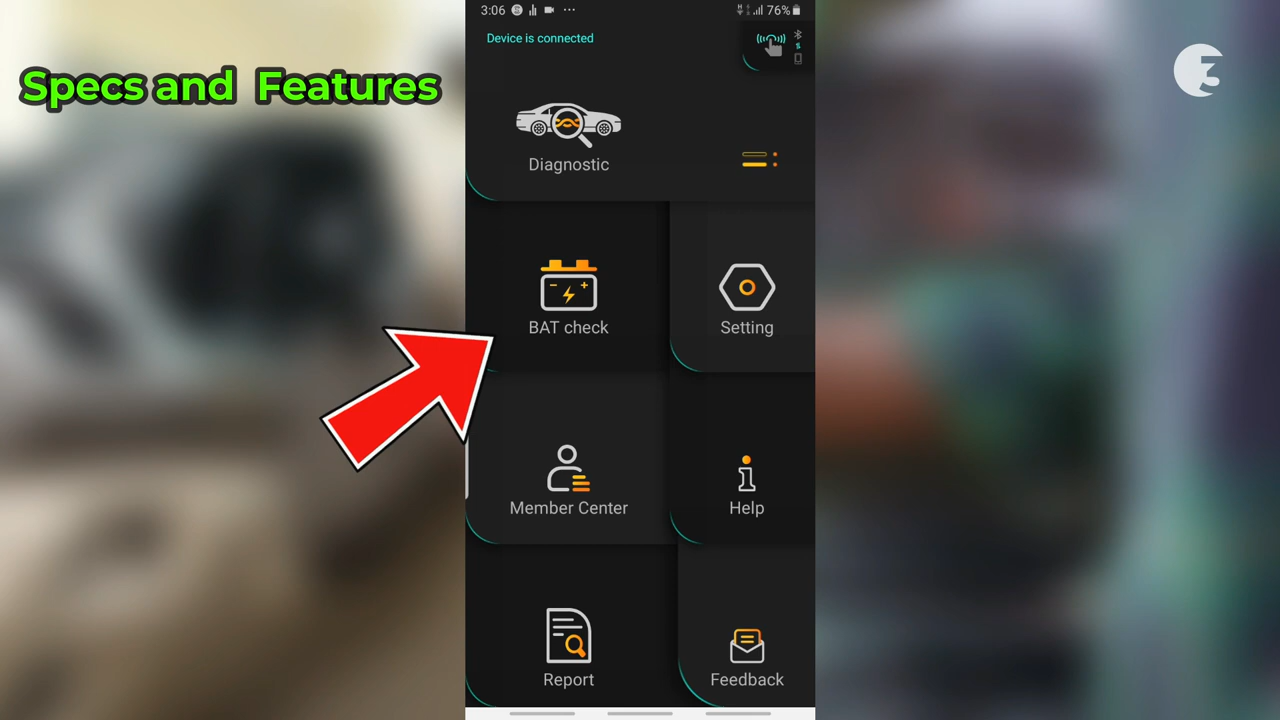 3:06
76%
Device is connected
Specs and Features
Diagnostic
BAT check
Setting
Member Center
Help
Report
Feedback